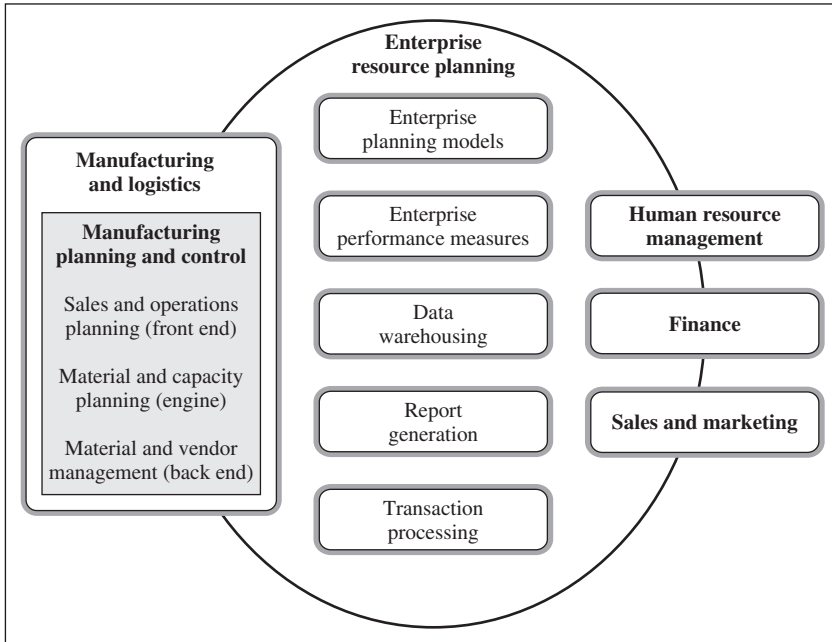 Enterprise
resource planning
Enterprise
planning models
Manufacturing
and logistics
Manufacturing
planning and control
Sales and operations
planning (front end)
Material and capacity
planning (engine)
Material and vendor
management (back end)
Enterprise
performance measures
Data
warehousing
Report
generation
Transaction
processing
Human resource
management
Finance
Sales and marketing